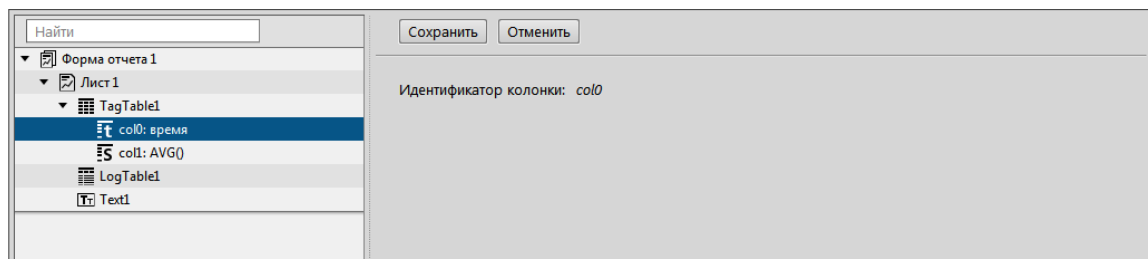 Найти
Форма отчета 1
Лист 1
TagTable1
col0: время
col1: AVG()
LogTable1
Text1
Сохранить Отменить
Идентификатор колонки: col0